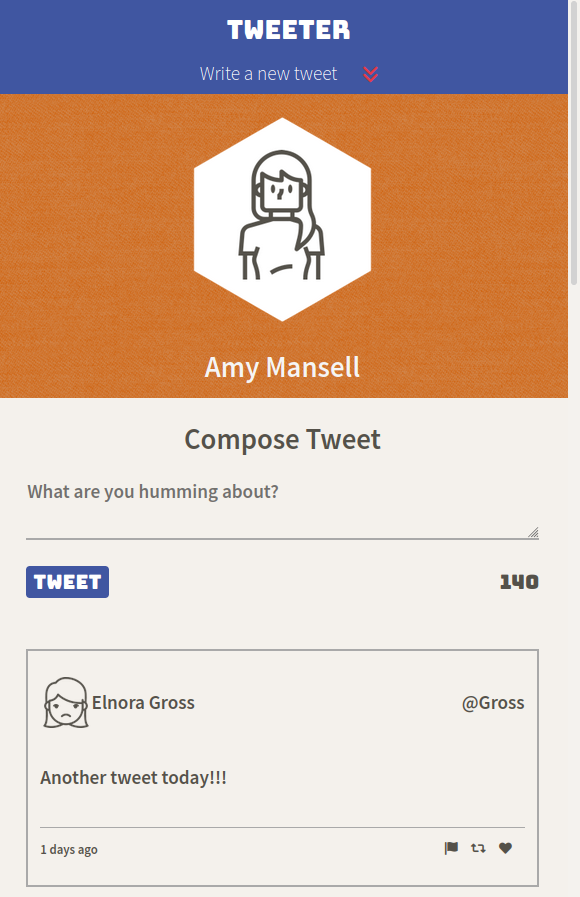 TWEETER
Write a new tweet
Amy Mansell
Compose Tweet
What are you humming about?
TWEET 140
Elnora Gross @Gross
Another tweet today!!!
1 days ago